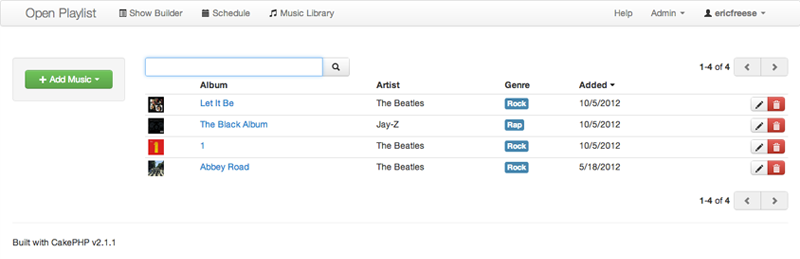 Open Playlist Show Builder Schedule Music Library Help Admin ericfreese
+ Add Music
1-4 of 4
Album Artist Genre Added
Let It Be The Beatles Rock 10/5/2012
The Black Album Jay-Z Rap 10/5/2012
1 The Beatles Rock 10/5/2012
Abbey Road The Beatles Rock 5/18/2012
1-4 of 4
Built with CakePHP v2.1.1